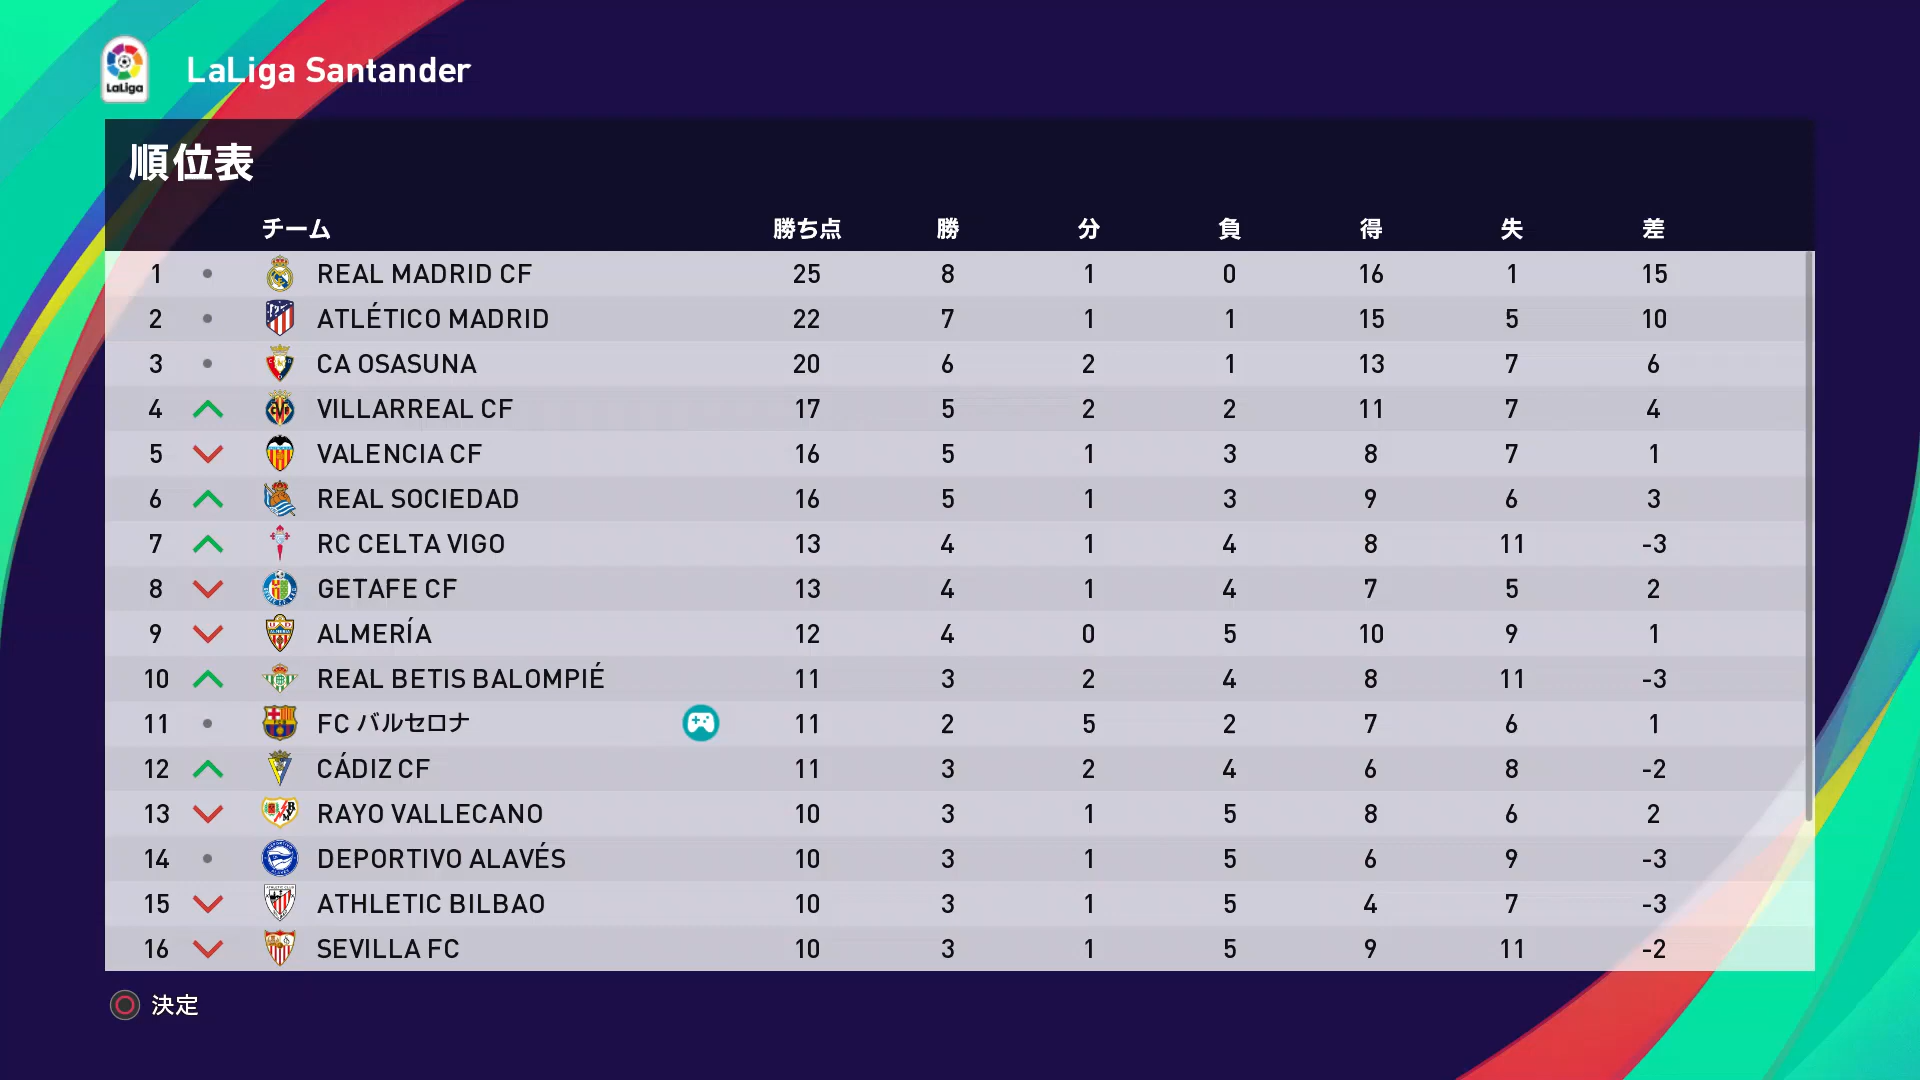 LaLiga
LaLiga Santander
順位表
チーム 勝ち点 勝 分 負 得 失 差
1 REAL MADRID CF 25 8 1 0 16 1 15
2 ATLÉTICO MADRID 22 7 1 1 15 5 10
3 CA OSASUNA 20 6 2 1 13 7 6
4 VILLARREAL CF 17 5 2 2 11 7 4
5 VALENCIA CF 16 5 1 3 8 7 1
6 REAL SOCIEDAD 16 5 1 3 9 6 3
7 RC CELTA VIGO 13 4 1 4 8 11 -3
8 GETAFE CF 13 4 1 4 7 5 2
9 ALMERÍA 12 4 0 5 10 9 1
10 REAL BETIS BALOMPIÉ 11 3 2 4 8 11 -3
11 FC バルセロナ 11 2 5 2 7 6 1
12 CÁDIZ CF 11 3 2 4 6 8 -2
13 RAYO VALLECANO 10 3 1 5 8 6 2
14 DEPORTIVO ALAVÉS 10 3 1 5 6 9 -3
15 ATHLETIC BILBAO 10 3 1 5 4 7 -3
16 SEVILLA FC 10 3 1 5 9 11 -2
決定